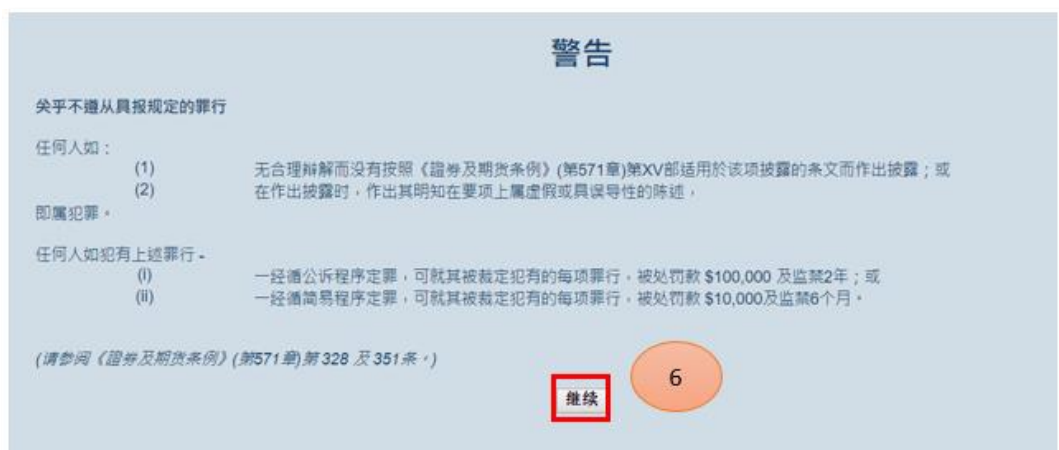 警告
关乎不遵从具报规定的罪行
任何人如：
(1) 无合理辩解而没有按照《證券及期货条例》(第571章)第XV部适用於该项披露的条文而作出披露；或
(2) 在作出披露时，作出其明知在要项上属虚假或具误导性的陈述，
即属犯罪。
任何人如犯有上述罪行 -
(i) 一经循公诉程序定罪，可就其被裁定犯有的每项罪行，被处罚款 $100,000 及监禁2年；或
(ii) 一经循简易程序定罪，可就其被裁定犯有的每项罪行，被处罚款 $10,000及监禁6个月。
(请参阅《證券及期货条例》(第571章)第 328 及 351条。)
6
继续